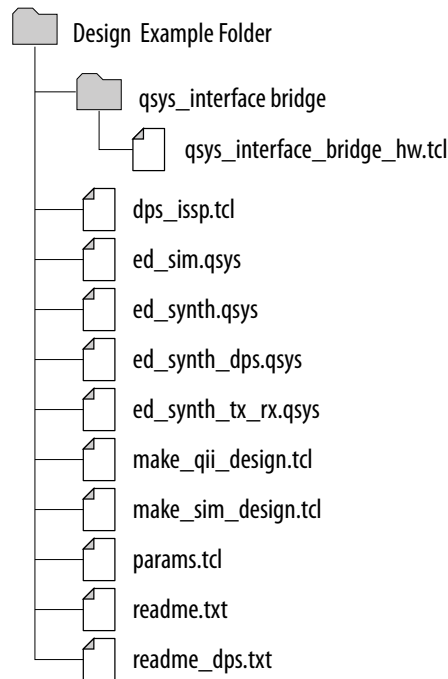 Design Example Folder
qsys_interface bridge
qsys_interface_bridge_hw.tcl
dps_issp.tcl
ed_sim.qsys
ed_synth.qsys
ed_synth_dps.qsys
ed_synth_tx_rx.qsys
make_qii_design.tcl
make_sim_design.tcl
params.tcl
readme.txt
readme_dps.txt